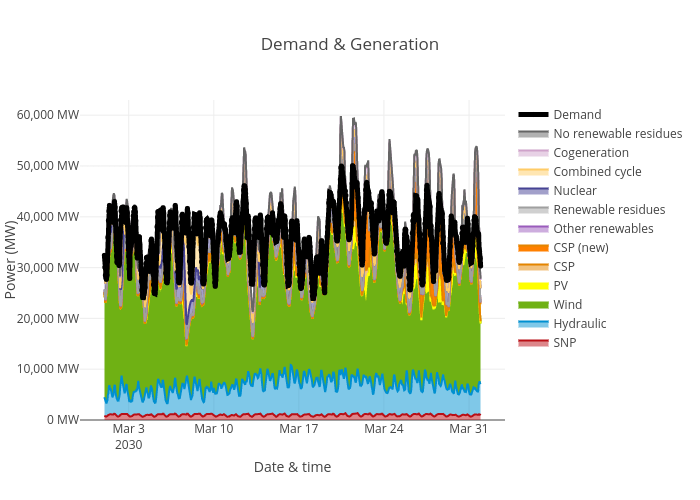 Demand & Generation
60,000 MW
50,000 MW
40,000 MW
30,000 MW
20,000 MW
10,000 MW
0 MW
Power (MW)
Mar 3
2030
Mar 10
Mar 17
Mar 24
Mar 31
Date & time
Demand
No renewable residues
Cogeneration
Combined cycle
Nuclear
Renewable residues
Other renewables
CSP (new)
CSP
PV
Wind
Hydraulic
SNP